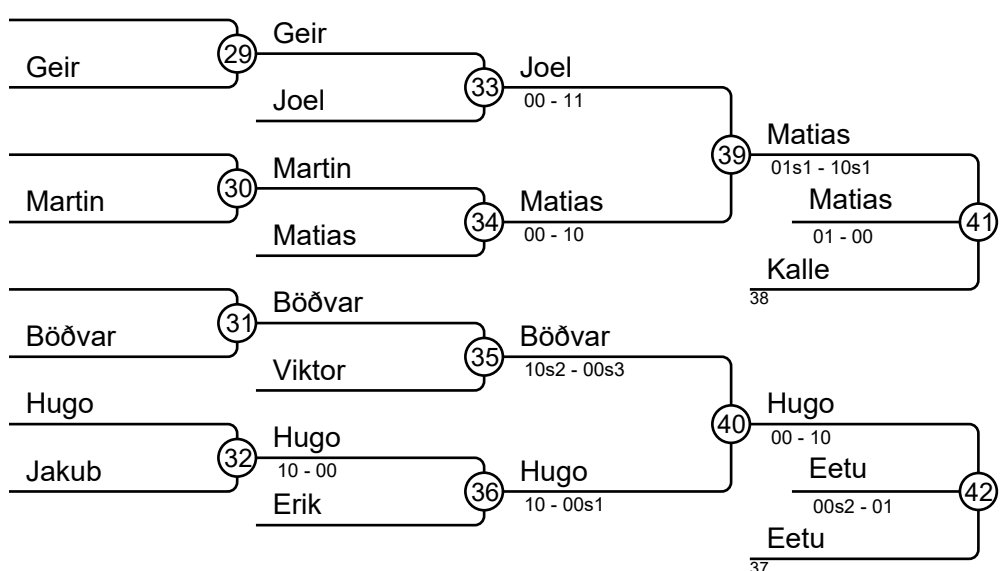 Geir
29
Geir
Joel
33
Joel
00 - 11
Martin
30
Martin
Matias
34
Matias
00 - 10
39
Matias
01s1 - 10s1
Matias
01 - 00
41
Kalle
38
Böðvar
31
Böðvar
Viktor
35
Böðvar
10s2 - 00s3
Hugo
Jakub
32
Hugo
10 - 00
Erik
36
Hugo
10 - 00s1
40
Hugo
00 - 10
Eetu
00s2 - 01
42
Eetu
37